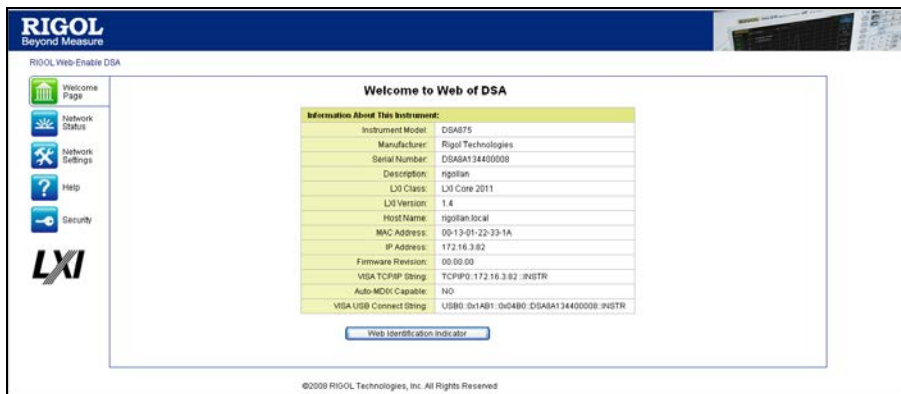 RIGOL
Beyond Measure
RIGOL Web-Enable DSA
Welcome Page
Network Status
Network Settings
Help
Security
LXI
Welcome to Web of DSA
Information About This Instrument:
Instrument Model: DSA875
Manufacturer: Rigol Technologies
Serial Number: DSA8A134400008
Description: rigollan
LXI Class: LXI Core 2011
LXI Version: 1.4
Host Name: rigollan.local
MAC Address: 00-13-01-22-33-1A
IP Address: 172.16.3.82
Firmware Revision: 00.00.00
VISA TCP/IP String: TCPIP0::172.16.3.82::INSTR
Auto-MDIX Capable: NO
VISA USB Connect String: USB0::0x1AB1::0x04B0::DSA8A134400008::INSTR
Web Identification Indicator
©2009 RIGOL Technologies, Inc. All Rights Reserved